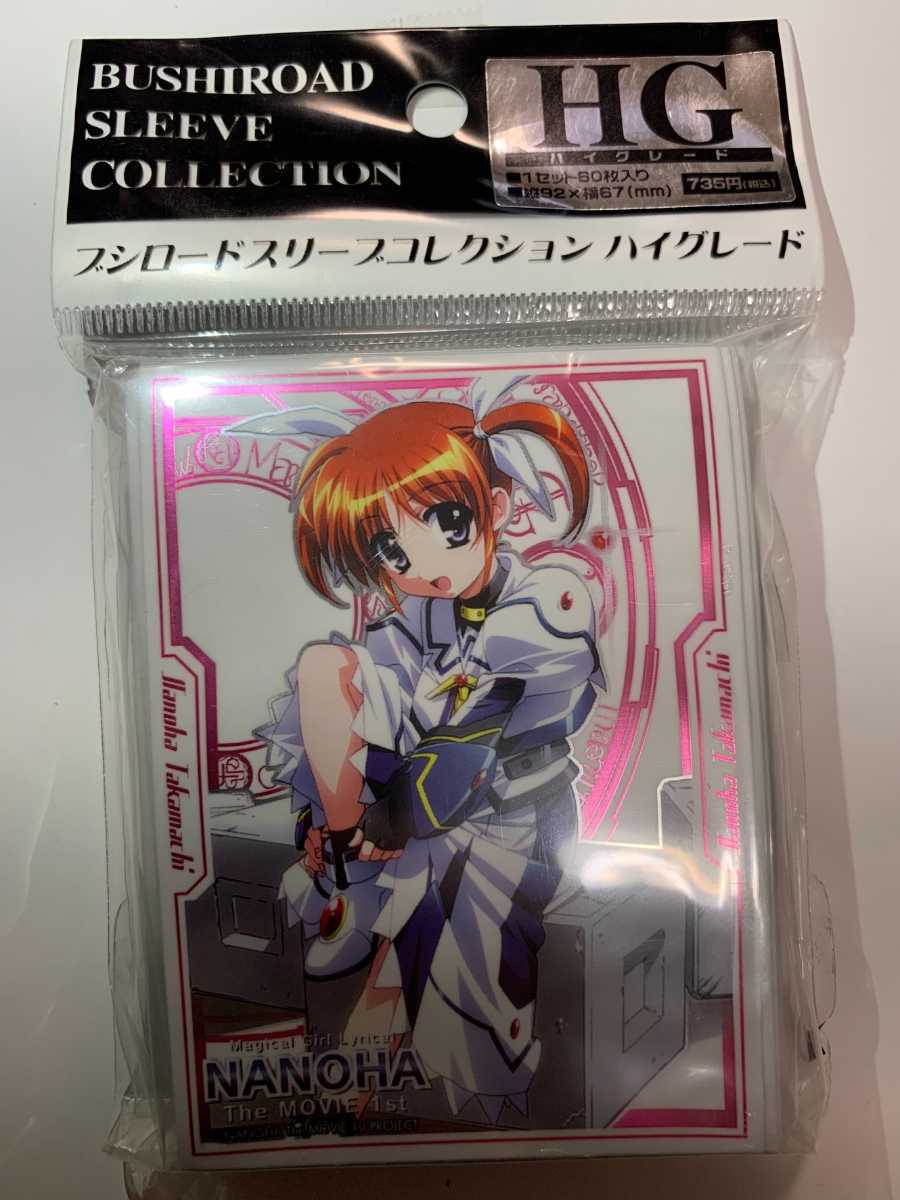 BUSHIROAD
SLEEVE
COLLECTION
HG
ハイグレード
■1セット60枚入り
■縦92×横67(mm)
735円(税込)
ブシロードスリーブコレクション ハイグレード
Nanoha Takamachi
Nanoha Takamachi
Magical Girl Lyrical
NANOHA
The MOVIE 1st